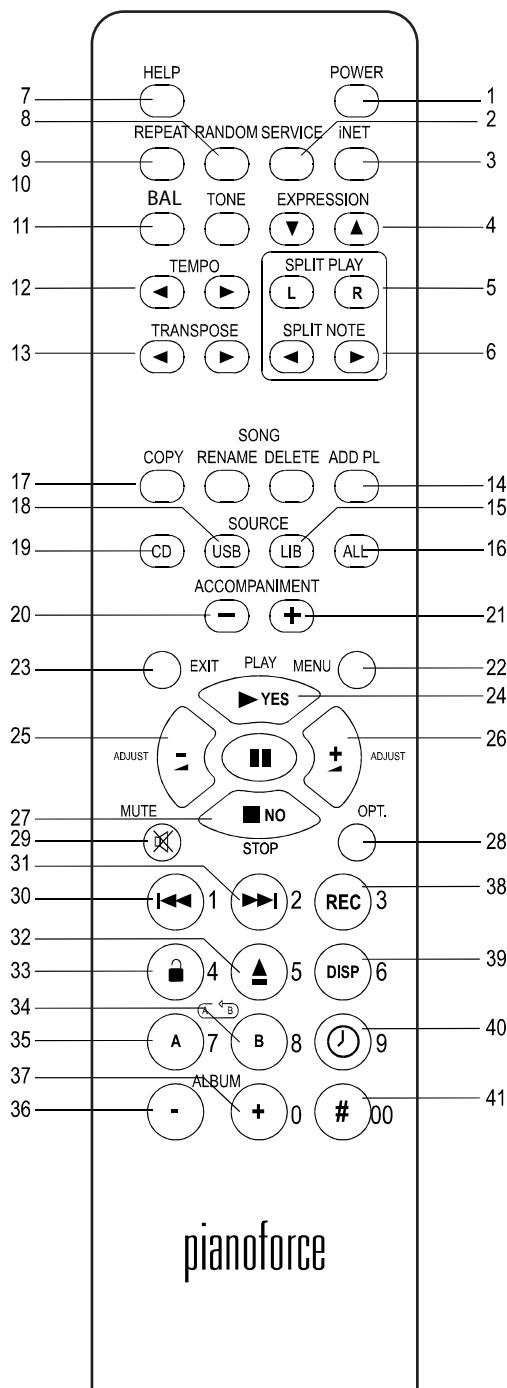 HELP POWER
7 1
8 2
REPEAT RANDOM SERVICE iNET
9 3
10
BAL TONE EXPRESSION
11 ▼ ▲ 4
TEMPO SPLIT PLAY
12 ◄ ► L R 5
TRANSPOSE SPLIT NOTE
13 ◄ ► ◄ ► 6
SONG
COPY RENAME DELETE ADD PL
17 14
18 SOURCE 15
19 CD USB LIB ALL 16
ACCOMPANIMENT
20 − + 21
23 EXIT PLAY MENU 22
▶ YES 24
25 26
ADJUST - + ADJUST
27 ■ NO
MUTE OPT.
29 STOP 28
31
30 1 2 REC 3 38
32
33 4 5 DISP 6 39
34 A B
35 A 7 B 8 9 40
37 ALBUM
36 - + 0 # 00 41
pianoforce